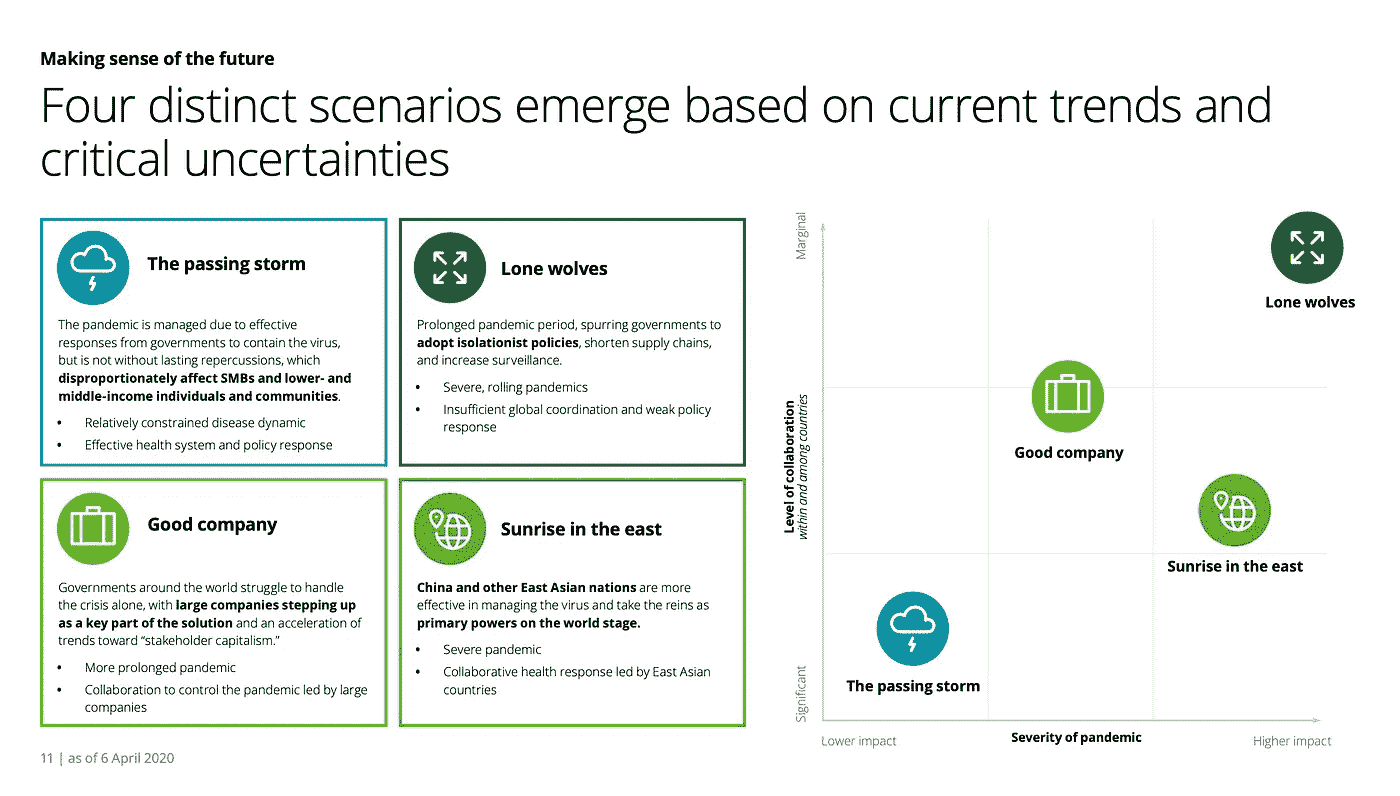 Making sense of the future
Four distinct scenarios emerge based on current trends and
critical uncertainties
The passing storm
The pandemic is managed due to effective
responses from governments to contain the virus,
but is not without lasting repercussions, which
disproportionately affect SMBs and lower- and
middle-income individuals and communities.
• Relatively constrained disease dynamic
• Effective health system and policy response
Lone wolves
Prolonged pandemic period, spurring governments to
adopt isolationist policies, shorten supply chains,
and increase surveillance.
• Severe, rolling pandemics
• Insufficient global coordination and weak policy
response
Good company
Governments around the world struggle to handle
the crisis alone, with large companies stepping up
as a key part of the solution and an acceleration of
trends toward “stakeholder capitalism.”
• More prolonged pandemic
• Collaboration to control the pandemic led by large
companies
Sunrise in the east
China and other East Asian nations are more
effective in managing the virus and take the reins as
primary powers on the world stage.
• Severe pandemic
• Collaborative health response led by East Asian
countries
Marginal
Level of collaboration
within and among countries
Significant
Lone wolves
Good company
Sunrise in the east
The passing storm
Lower impact
Severity of pandemic
Higher impact
11 | as of 6 April 2020